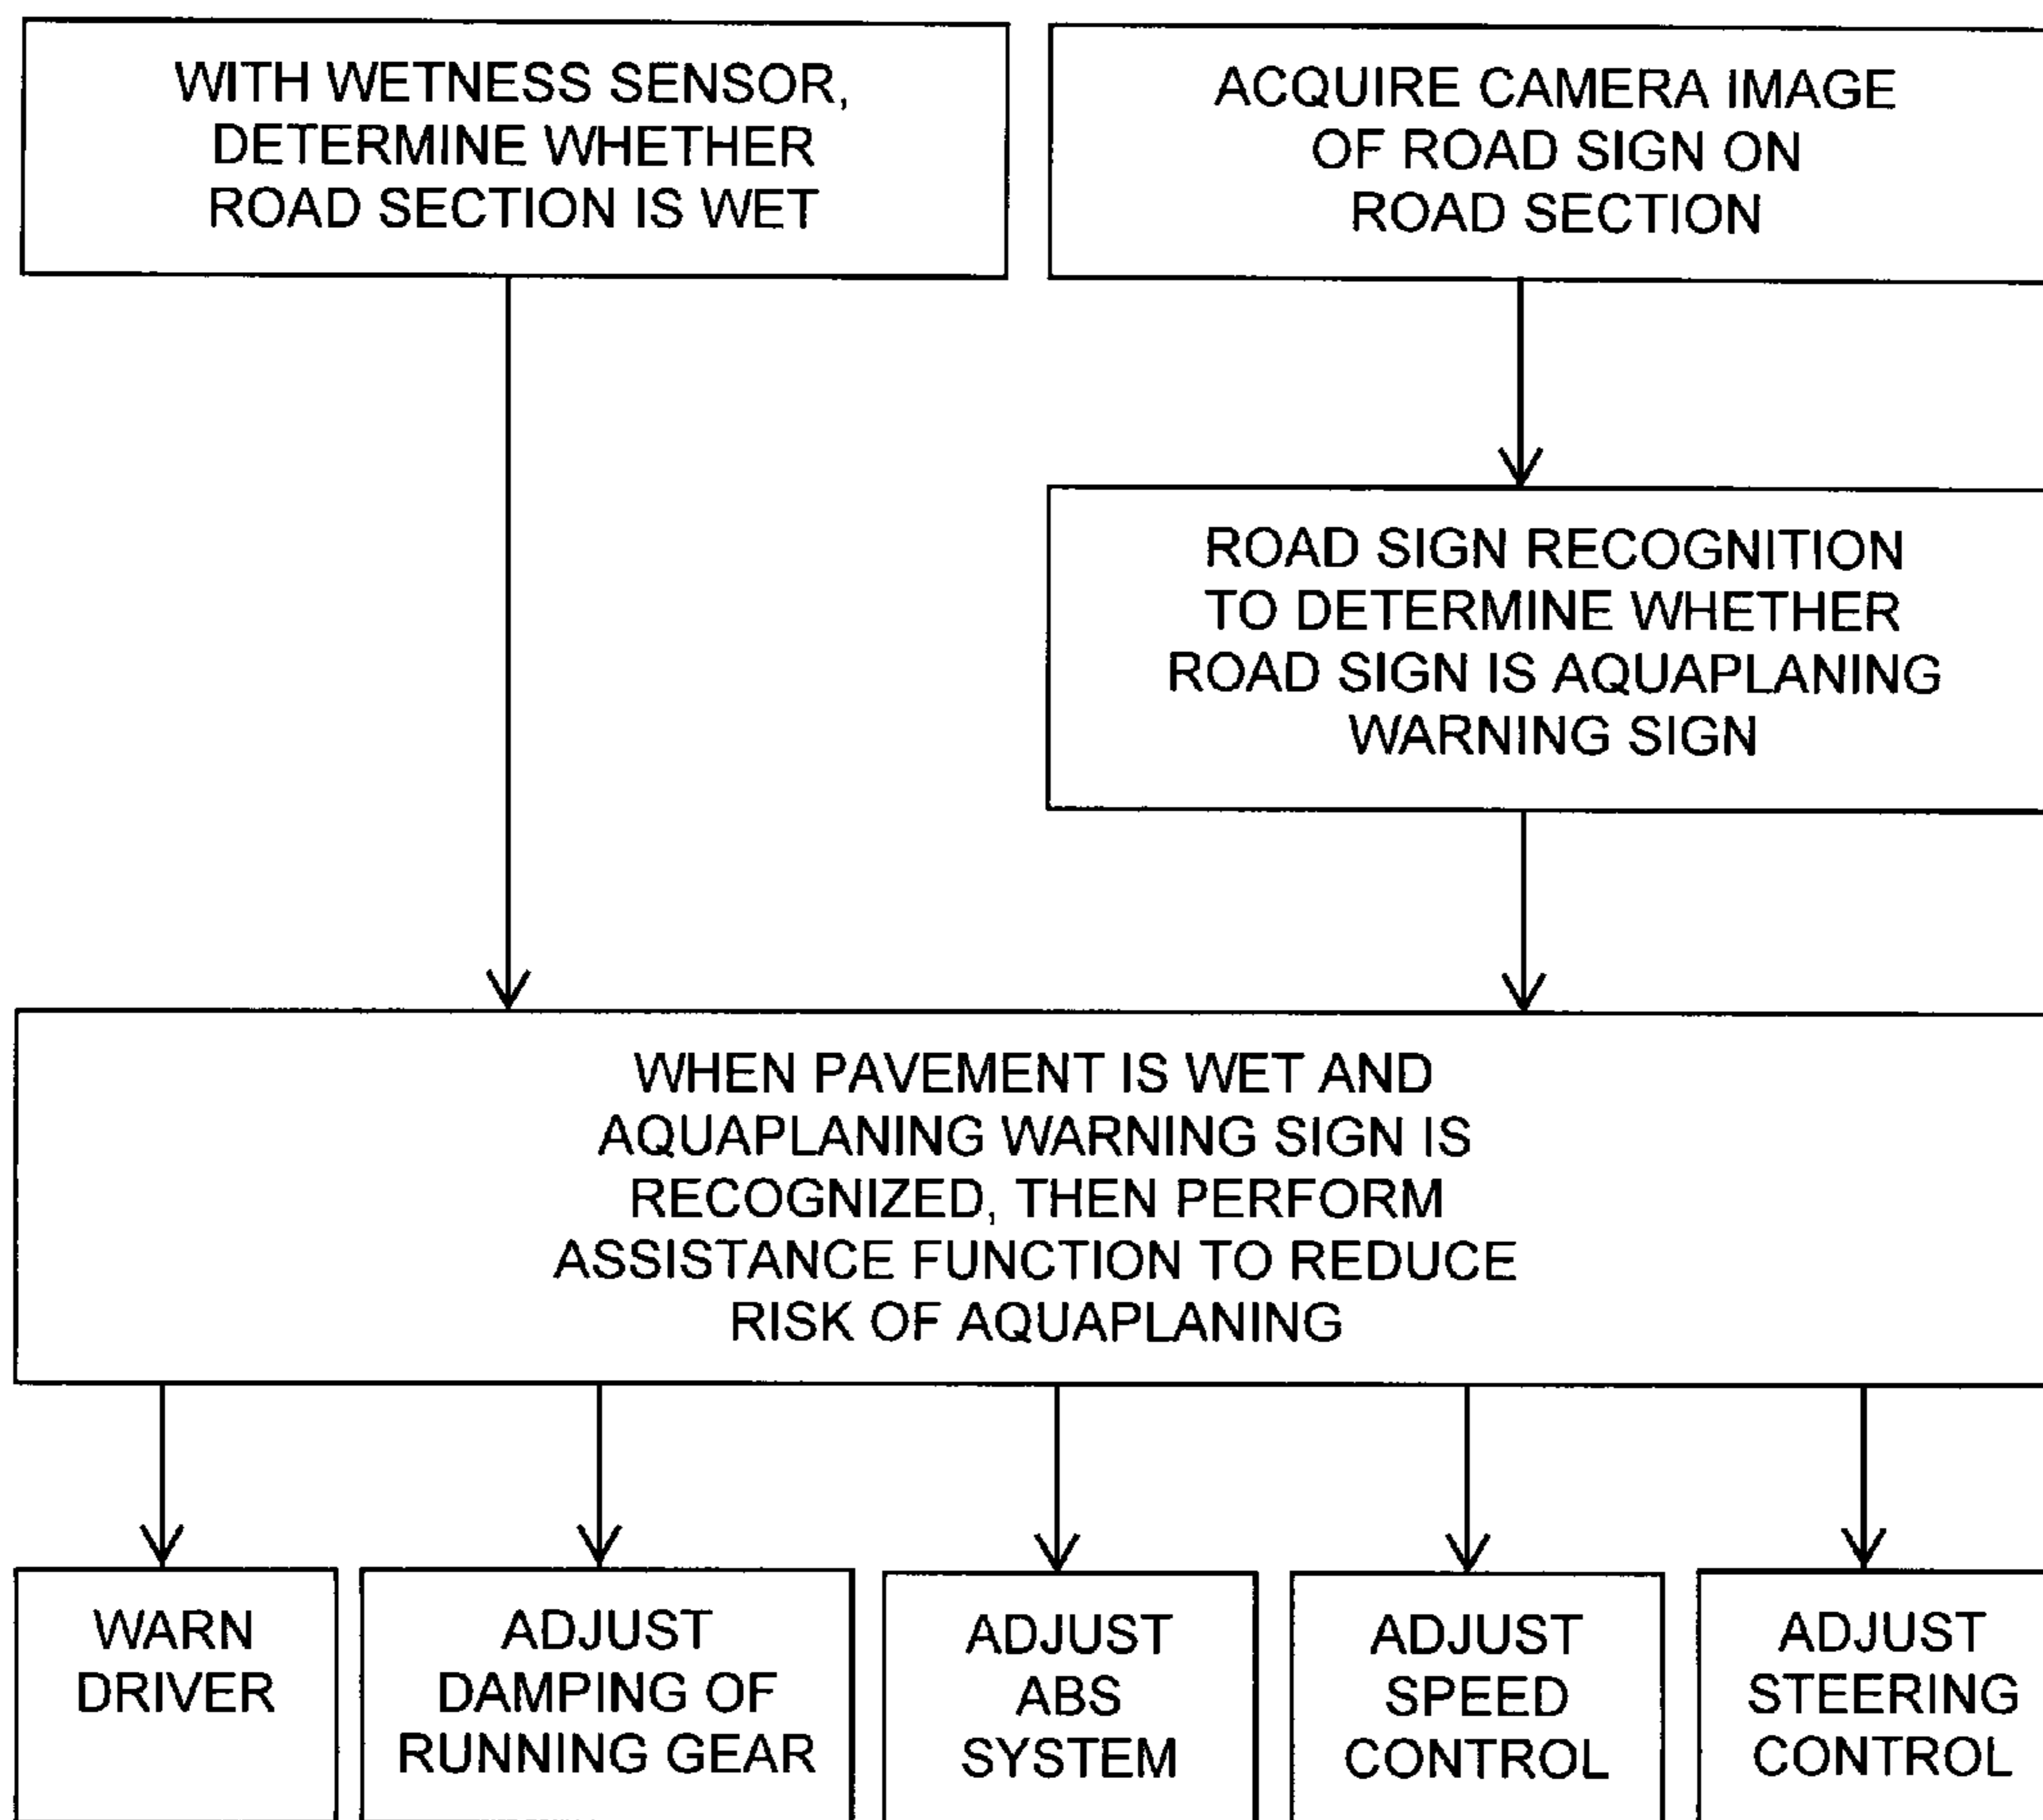 WITH WETNESS SENSOR,
DETERMINE WHETHER
ROAD SECTION IS WET
ACQUIRE CAMERA IMAGE
OF ROAD SIGN ON
ROAD SECTION
ROAD SIGN RECOGNITION
TO DETERMINE WHETHER
ROAD SIGN IS AQUAPLANING
WARNING SIGN
WHEN PAVEMENT IS WET AND
AQUAPLANING WARNING SIGN IS
RECOGNIZED, THEN PERFORM
ASSISTANCE FUNCTION TO REDUCE
RISK OF AQUAPLANING
WARN
DRIVER
ADJUST
DAMPING OF
RUNNING GEAR
ADJUST
ABS
SYSTEM
ADJUST
SPEED
CONTROL
ADJUST
STEERING
CONTROL